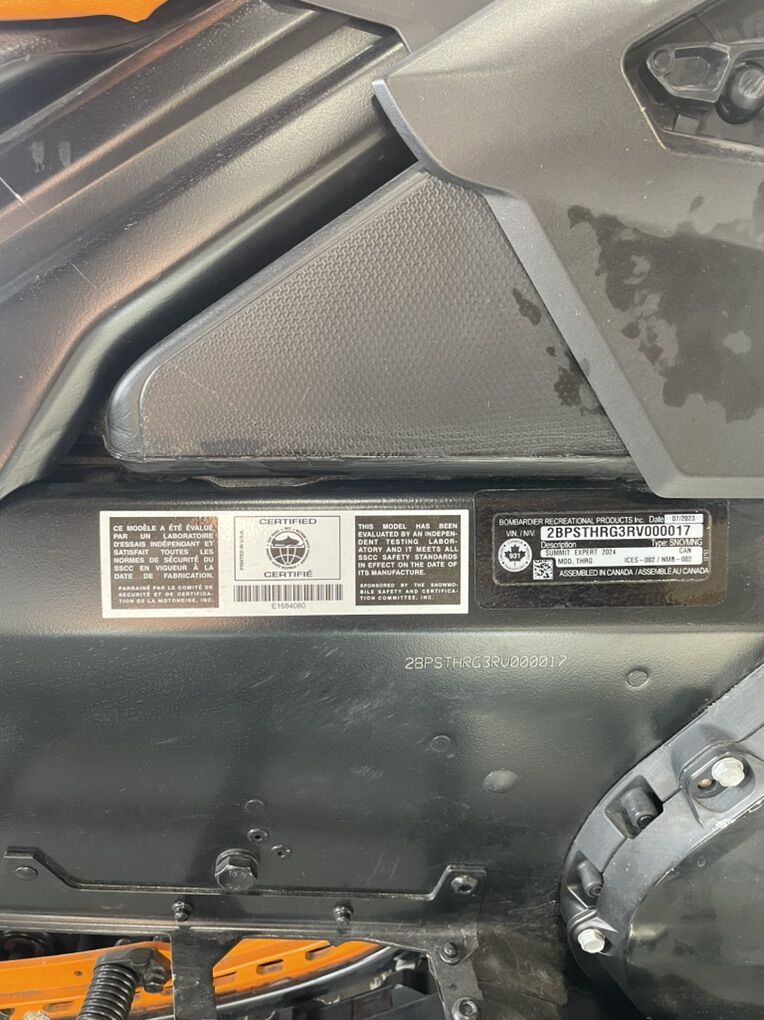 CE MODÈLE A ÉTÉ ÉVALUÉ
PAR UN LABORATOIRE
D'ESSAIS INDÉPENDANT ET
SATISFAIT TOUTES LES
NORMES DE SÉCURITÉ DU
SSCC EN VIGUEUR À LA
DATE DE FABRICATION.
PARRAINÉ PAR LE COMITÉ DE
SÉCURITÉ ET DE CERTIFICA-
TION DE LA MOTONEIGE, INC.
PRINTED IN U.S.A.
CERTIFIED
CERTIFIÉ
E1684080
THIS MODEL HAS BEEN
EVALUATED BY AN INDEPEN-
DENT TESTING LABOR-
ATORY AND IT MEETS ALL
SSCC SAFETY STANDARDS
IN EFFECT ON THE DATE OF
ITS MANUFACTURE.
SPONSORED BY THE SNOWMO-
BILE SAFETY AND CERTIFICA-
TION COMMITTEE, INC.
BOMBARDIER RECREATIONAL PRODUCTS Inc. Date 07/2023
VIN / NIV 2BPSTHRG3RV000017
Description Type: SNO/MNG
SUMMIT EXPERT 2024 CAN
MOD. THRG ICES-002 / NMB-002
931
ASSEMBLED IN CANADA / ASSEMBLÉ AU CANADA
2BPSTHRG3RV000017